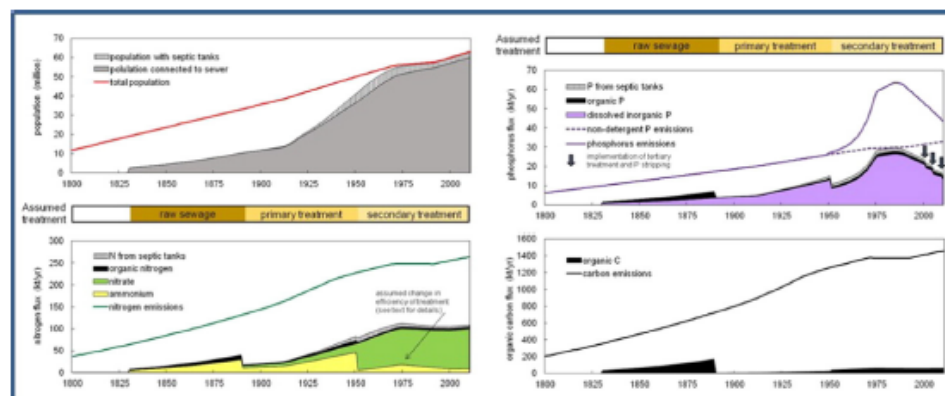 population (million)
70
60
50
40
30
20
10
0
population with septic tanks
polulation connected to sewer
total population
1800 1825 1850 1875 1900 1925 1950 1975 2000
Assumed treatment
raw sewage primary treatment secondary treatment
phosphorus flux (kt/yr)
70
60
50
40
30
20
10
0
P from septic tanks
organic P
dissolved inorganic P
non-detergent P emissions
phosphorus emissions
implementation of tertiary
treatment and P stripping
1800 1825 1850 1875 1900 1925 1950 1975 2000
Assumed
treatment
raw sewage primary treatment secondary treatment
nitrogen flux (kt/yr)
300
250
200
150
100
50
0
N from septic tanks
organic nitrogen
nitrate
ammonium
nitrogen emissions
assumed change in
efficiency of treatment
(see text for details)
1800 1825 1850 1875 1900 1925 1950 1975 2000
organic carbon flux (kt/yr)
1600
1400
1200
1000
800
600
400
200
0
organic C
carbon emissions
1800 1825 1850 1875 1900 1925 1950 1975 2000